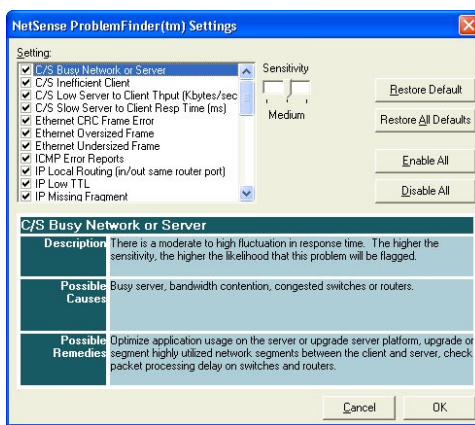 NetSense ProblemFinder(tm) Settings
Setting:
C/S Busy Network or Server
C/S Inefficient Client
C/S Low Server to Client Thput (Kbytes/sec
C/S Slow Server to Client Resp Time (ms)
Ethernet CRC Frame Error
Ethernet Oversized Frame
Ethernet Undersized Frame
ICMP Error Reports
IP Local Routing (in/out same router port)
IP Low TTL
IP Missing Fragment
Sensitivity
Medium
Restore Default
Restore All Defaults
Enable All
Disable All
C/S Busy Network or Server
Description
There is a moderate to high fluctuation in response time. The higher the
sensitivity, the higher the likelihood that this problem will be flagged.
Possible
Causes
Busy server, bandwidth contention, congested switches or routers.
Possible
Remedies
Optimize application usage on the server or upgrade server platform, upgrade or
segment highly utilized network segments between the client and server, check
packet processing delay on switches and routers.
Cancel
OK